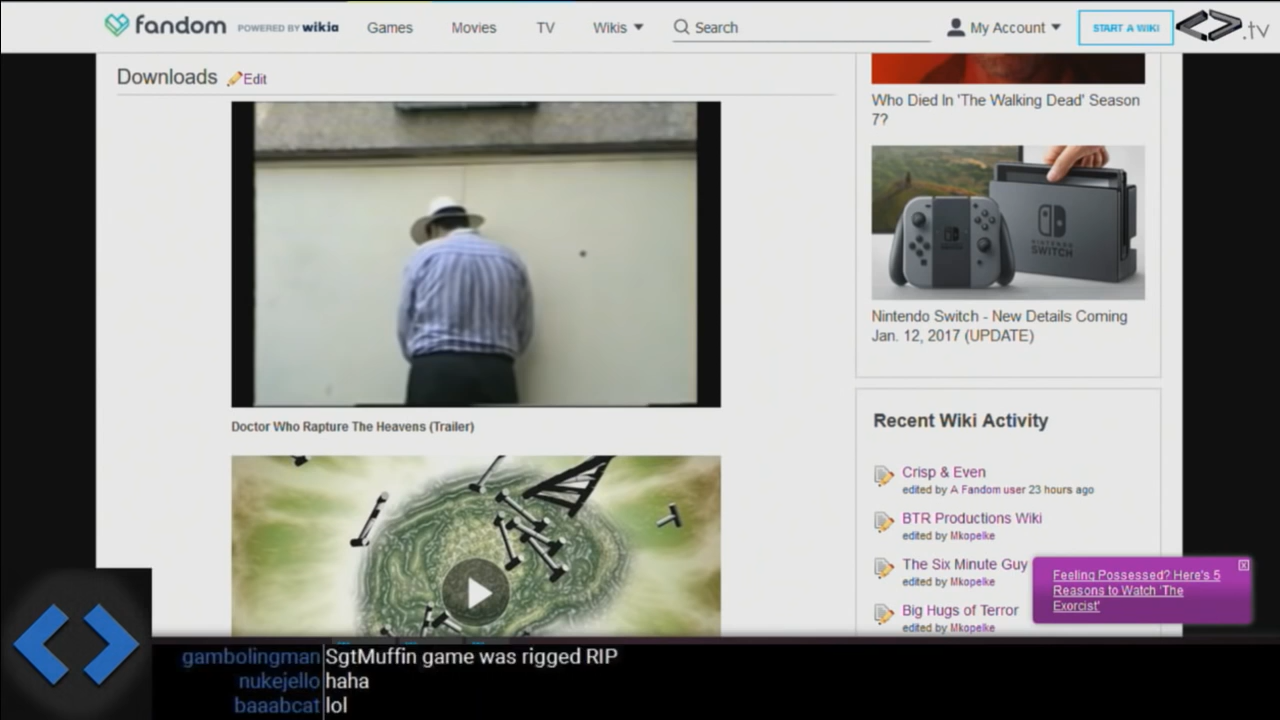 fandom POWERED BY wikia Games Movies TV Wikis Search My Account START A WIKI .tv
Downloads Edit
Who Died In 'The Walking Dead' Season
7?
NINTENDO
SWITCH
Nintendo Switch - New Details Coming
Jan. 12, 2017 (UPDATE)
Doctor Who Rapture The Heavens (Trailer)
Recent Wiki Activity
Crisp & Even
edited by A Fandom user 23 hours ago
BTR Productions Wiki
edited by Mkopelke
The Six Minute Guy
edited by Mkopelke
Big Hugs of Terror
edited by Mkopelke
Feeling Possessed? Here's 5
Reasons to Watch 'The
Exorcist'
gambolingman SgtMuffin game was rigged RIP
nukejello haha
baaabcat lol